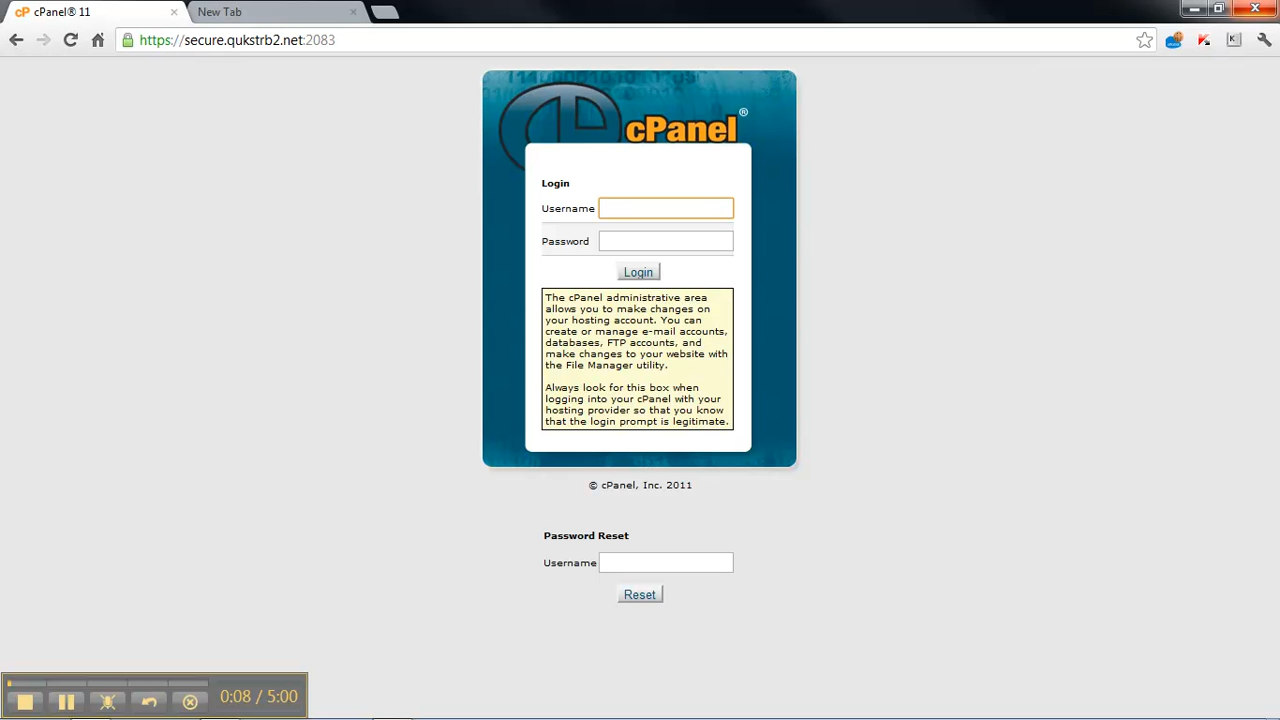 cPanel® 11
New Tab
https://secure.qukstrb2.net:2083
cPanel®
Login
Username
Password
Login
The cPanel administrative area
allows you to make changes on
your hosting account. You can
create or manage e-mail accounts,
databases, FTP accounts, and
make changes to your website with
the File Manager utility.
Always look for this box when
logging into your cPanel with your
hosting provider so that you know
that the login prompt is legitimate.
© cPanel, Inc. 2011
Password Reset
Username
Reset
0:08 / 5:00